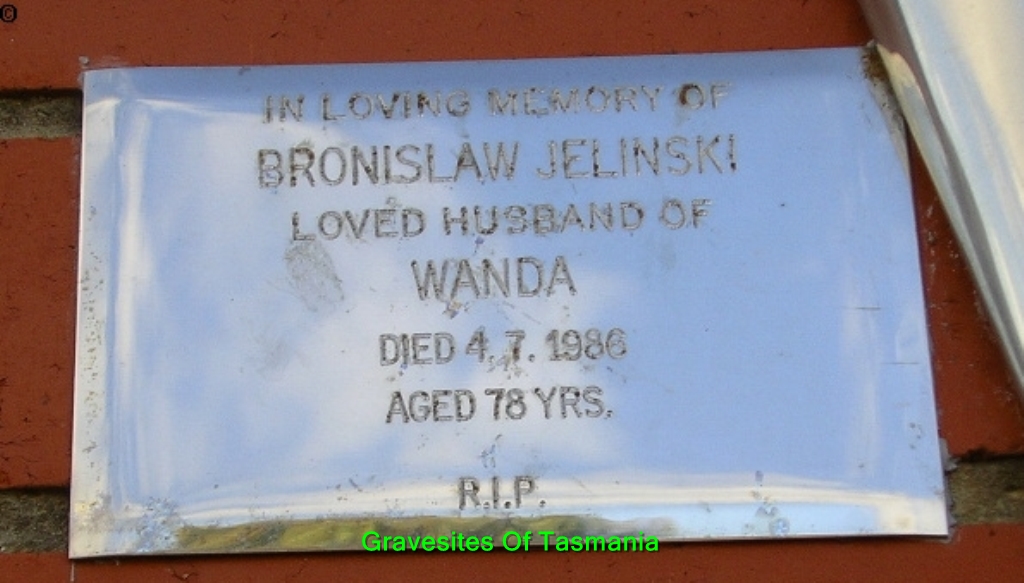 ©
IN LOVING MEMORY OF
BRONISLAW JELINSKI
LOVED HUSBAND OF
WANDA
DIED 4.7.1986
AGED 78 YRS.
R.I.P.
Gravesites Of Tasmania